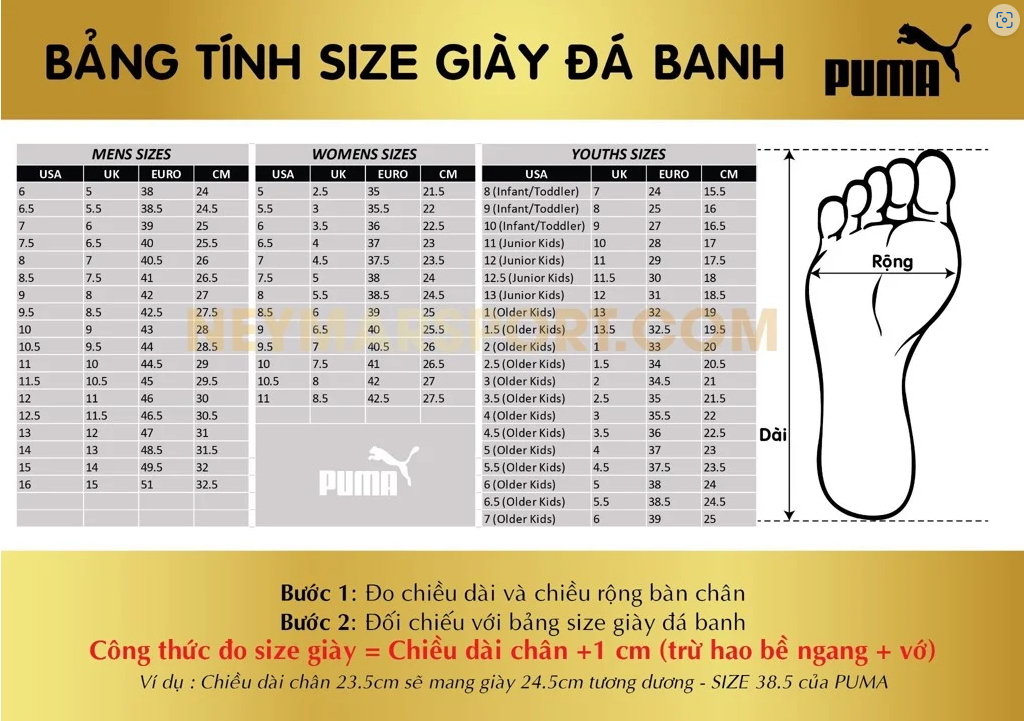 BẢNG TÍNH SIZE GIÀY ĐÁ BANH
PUMA
MENS SIZES WOMENS SIZES YOUTHS SIZES
USA UK EURO CM USA UK EURO CM USA UK EURO CM
6 5 38 24 5 2.5 35 21.5 8 (Infant/Toddler) 7 24 15.5
6.5 5.5 38.5 24.5 5.5 3 35.5 22 9 (Infant/Toddler) 8 25 16
7 6 39 25 6 3.5 36 22.5 10 (Infant/Toddler) 9 27 16.5
7.5 6.5 40 25.5 6.5 4 37 23 11 (Junior Kids) 10 28 17
8 7 40.5 26 7 4.5 37.5 23.5 12 (Junior Kids) 11 29 17.5
8.5 7.5 41 26.5 7.5 5 38 24 12.5 (Junior Kids) 11.5 30 18
9 8 42 27 8 5.5 38.5 24.5 13 (Junior Kids) 12 31 18.5
9.5 8.5 42.5 27.5 8.5 6 39 25 1 (Older Kids) 13 32 19
10 9 43 28 9 6.5 40 25.5 1.5 (Older Kids) 13.5 32.5 19.5
10.5 9.5 44 28.5 9.5 7 40.5 26 2 (Older Kids) 1 33 20
11 10 44.5 29 10 7.5 41 26.5 2.5 (Older Kids) 1.5 34 20.5
11.5 10.5 45 29.5 10.5 8 42 27 3 (Older Kids) 2 34.5 21
12 11 46 30 11 8.5 42.5 27.5 3.5 (Older Kids) 2.5 35 21.5
12.5 11.5 46.5 30.5 4 (Older Kids) 3 35.5 22
13 12 47 31 4.5 (Older Kids) 3.5 36 22.5
14 13 48.5 31.5 5 (Older Kids) 4 37 23
15 14 49.5 32 5.5 (Older Kids) 4.5 37.5 23.5
16 15 51 32.5 6 (Older Kids) 5 38 24
6.5 (Older Kids) 5.5 38.5 24.5
7 (Older Kids) 6 39 25
PUMA
NEYMARSPORT.COM
Rộng
Dài
Bước 1: Đo chiều dài và chiều rộng bàn chân
Bước 2: Đối chiếu với bảng size giày đá banh
Công thức đo size giày = Chiều dài chân +1 cm (trừ hao bề ngang + vớ)
Ví dụ : Chiều dài chân 23.5cm sẽ mang giày 24.5cm tương đương - SIZE 38.5 của PUMA